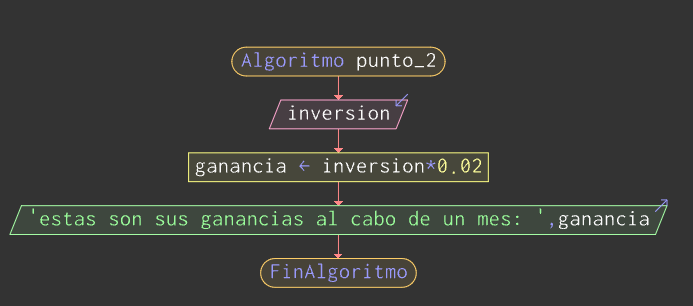 Algoritmo punto_2
inversion
ganancia ← inversion*0.02
'estas son sus ganancias al cabo de un mes: ',ganancia
FinAlgoritmo